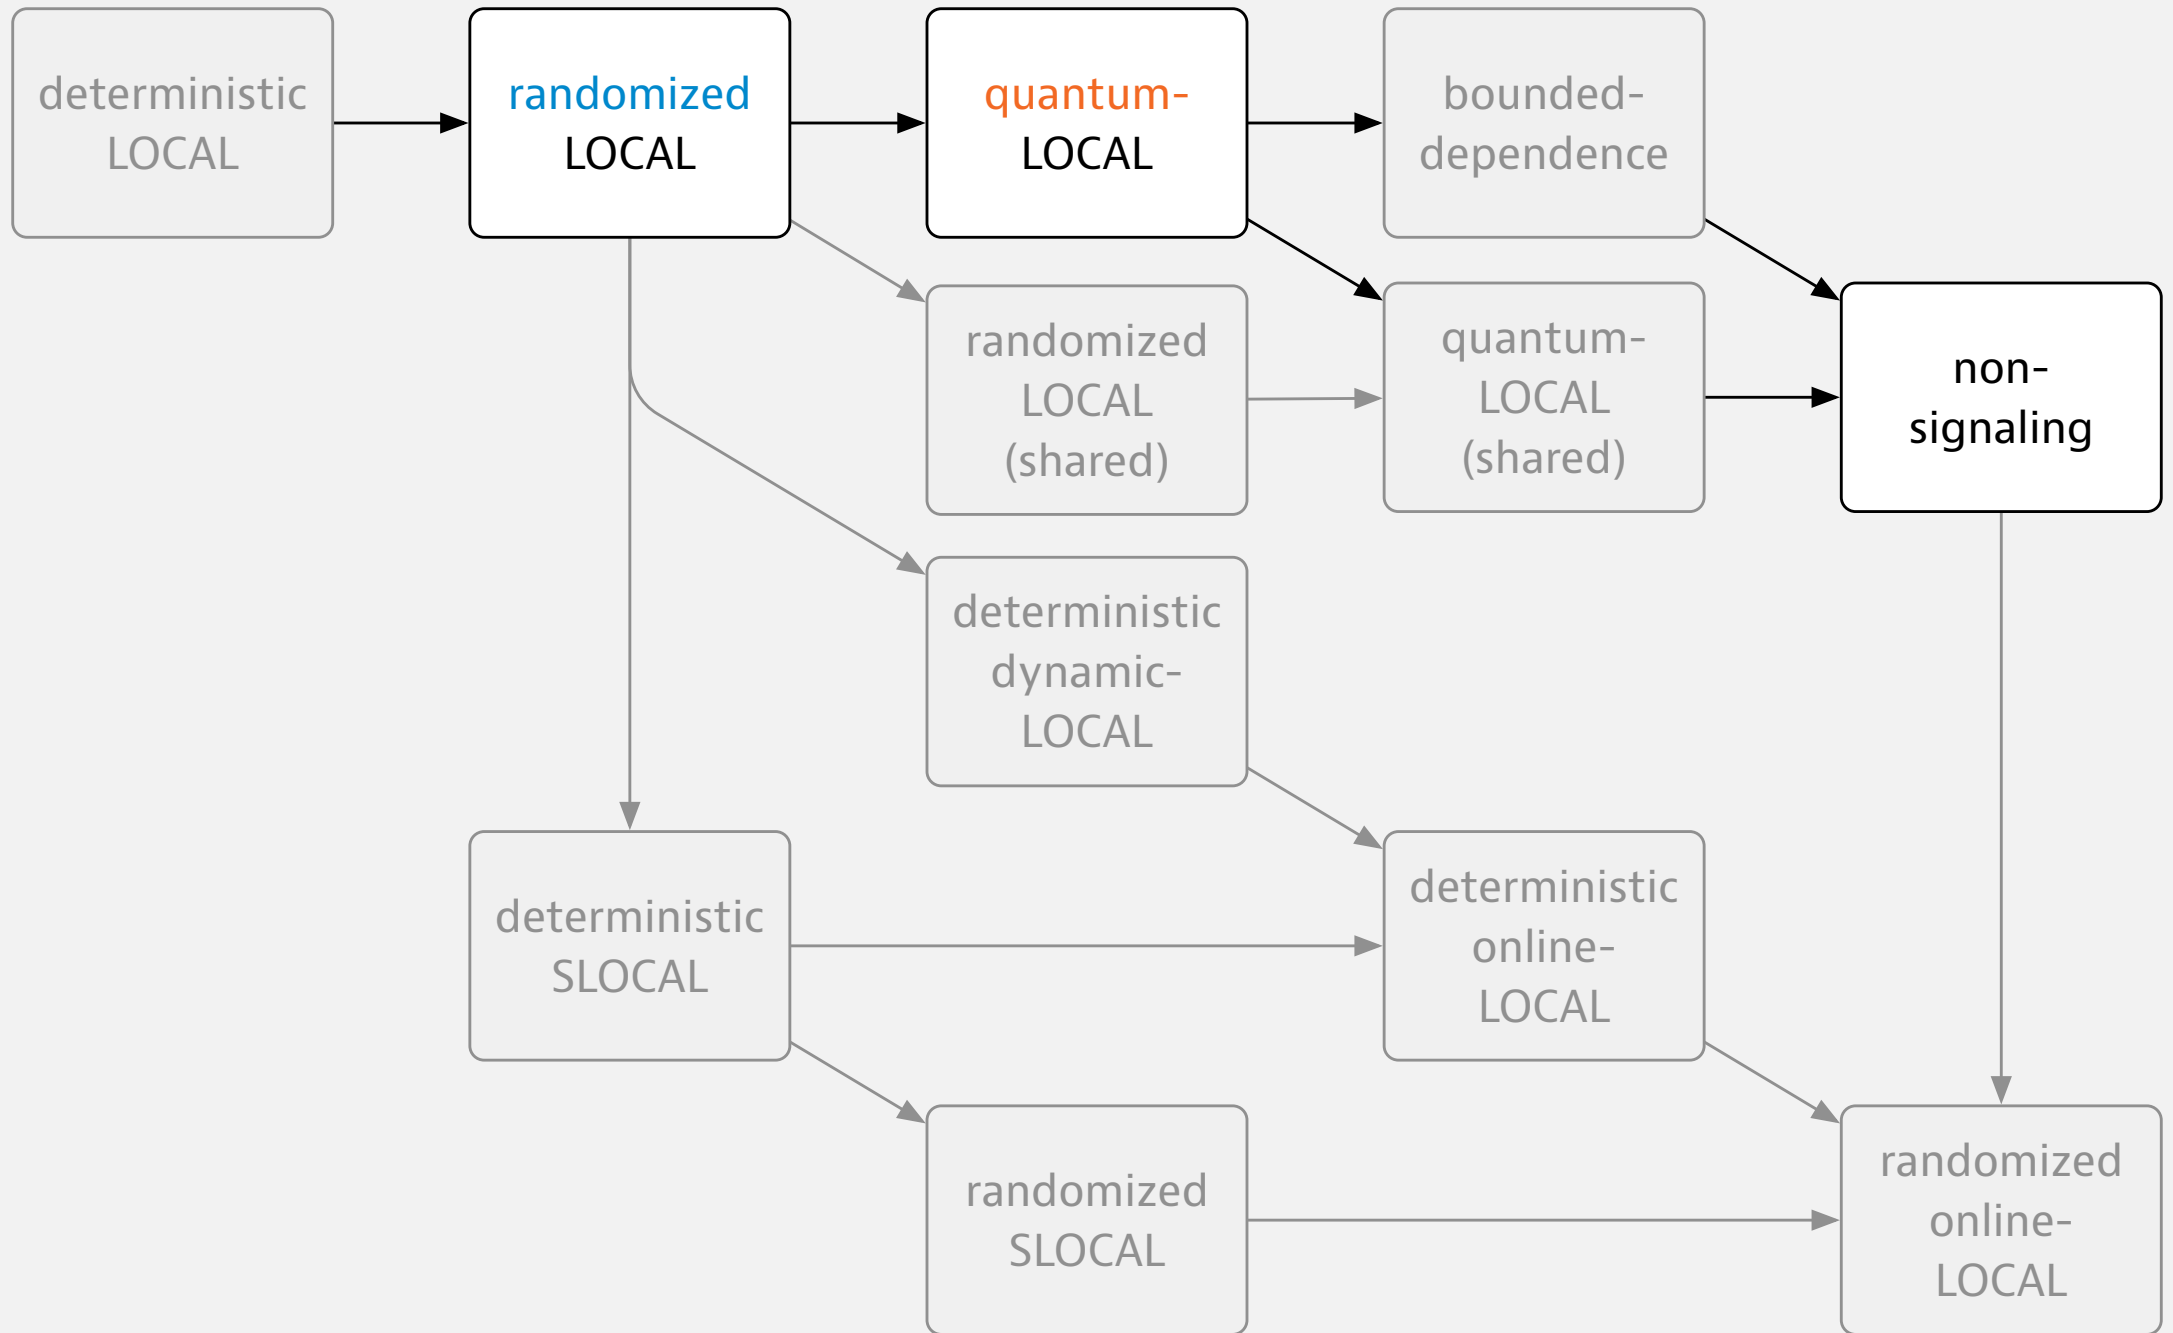 deterministic
LOCAL
randomized
LOCAL
quantum-
LOCAL
bounded-
dependence
randomized
LOCAL
(shared)
quantum-
LOCAL
(shared)
non-
signaling
deterministic
dynamic-
LOCAL
deterministic
SLOCAL
deterministic
online-
LOCAL
randomized
SLOCAL
randomized
online-
LOCAL